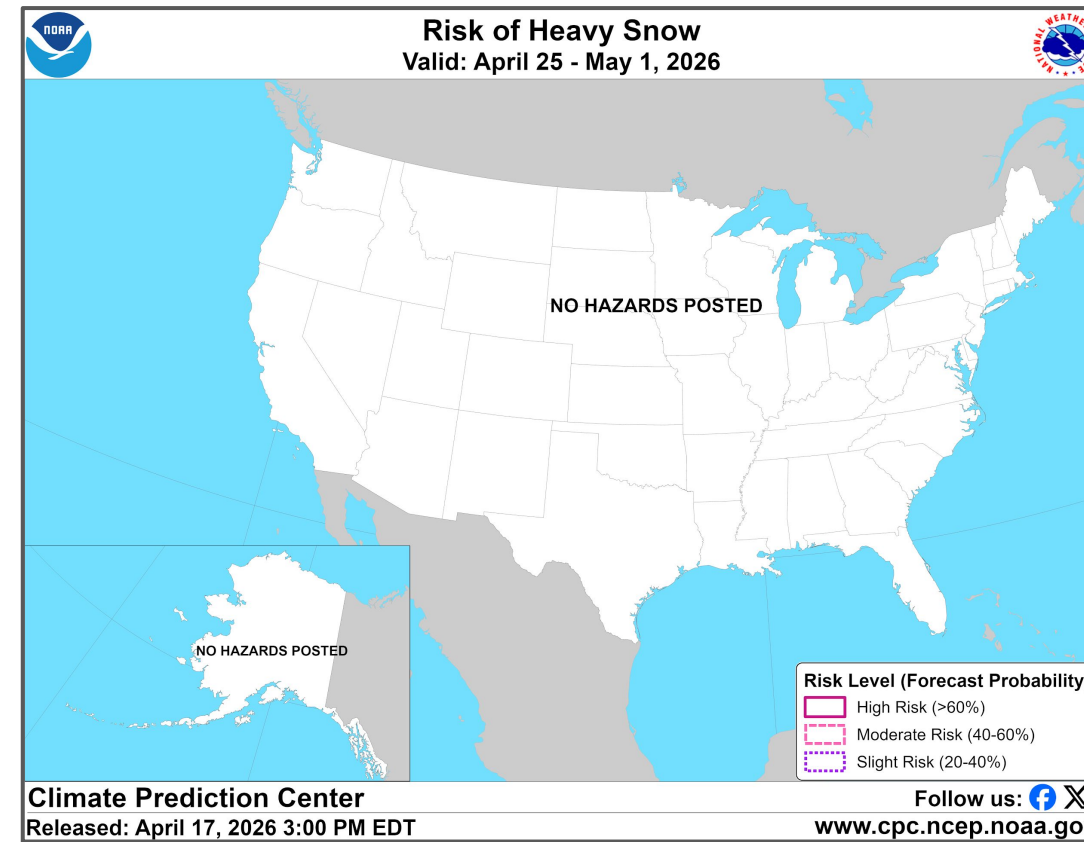 NOAA
Risk of Heavy Snow
Valid: April 25 - May 1, 2026
NO HAZARDS POSTED
NO HAZARDS POSTED
Risk Level (Forecast Probability
High Risk (>60%)
Moderate Risk (40-60%)
Slight Risk (20-40%)
Climate Prediction Center
Follow us:
Released: April 17, 2026 3:00 PM EDT
www.cpc.ncep.noaa.go